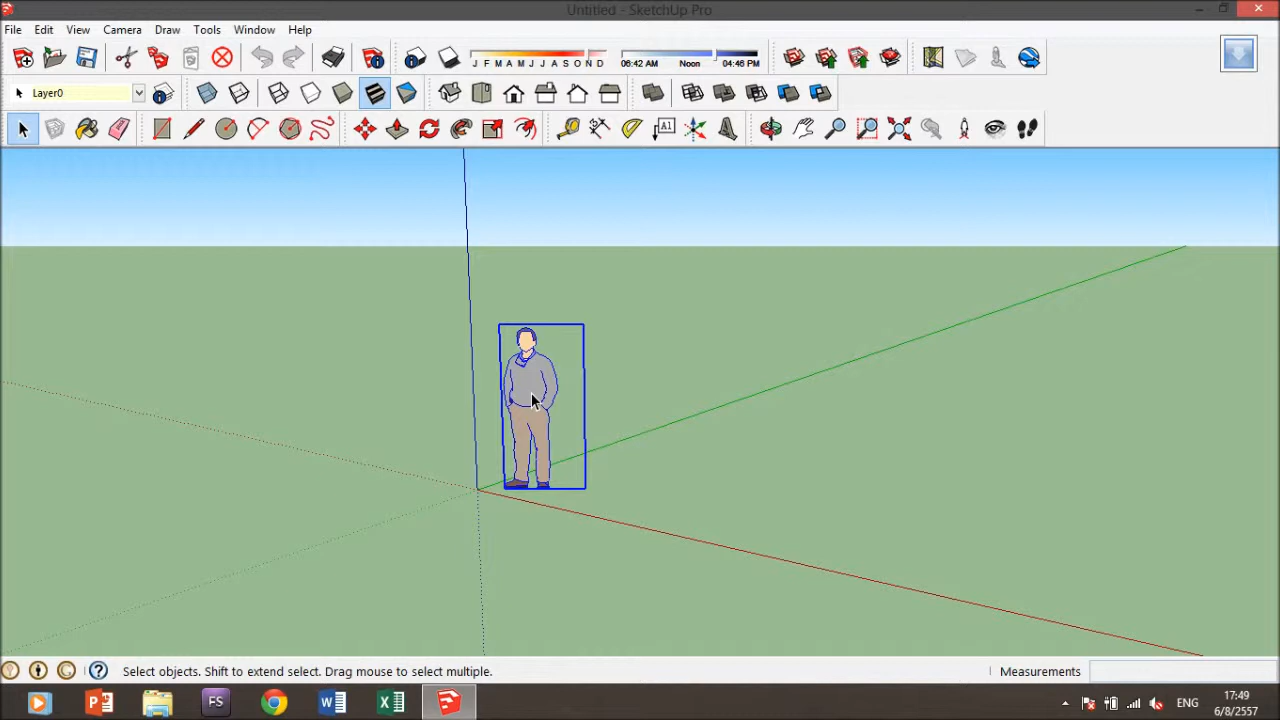 Untitled - SketchUp Pro
File Edit View Camera Draw Tools Window Help
J F M A M J J A S O N D
06:42 AM Noon 04:46 PM
Layer0
A1
Select objects. Shift to extend select. Drag mouse to select multiple.
Measurements
ENG
17:49
6/8/2557